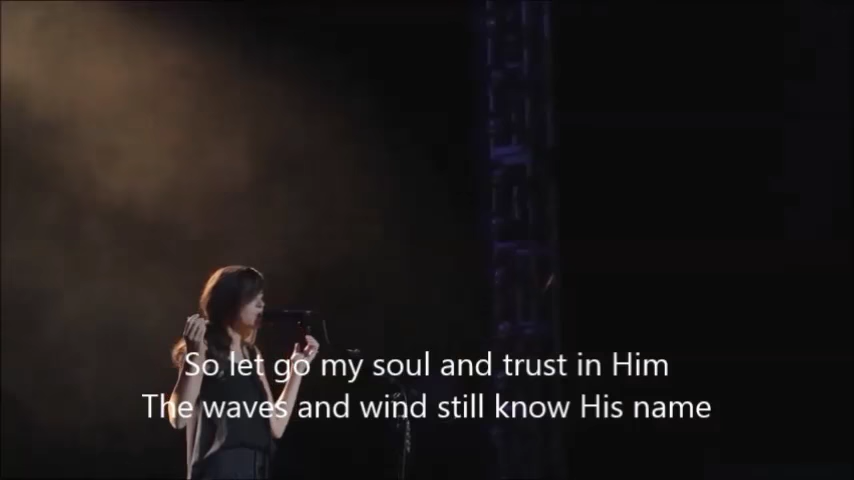 So let go my soul and trust in Him
The waves and wind still know His name